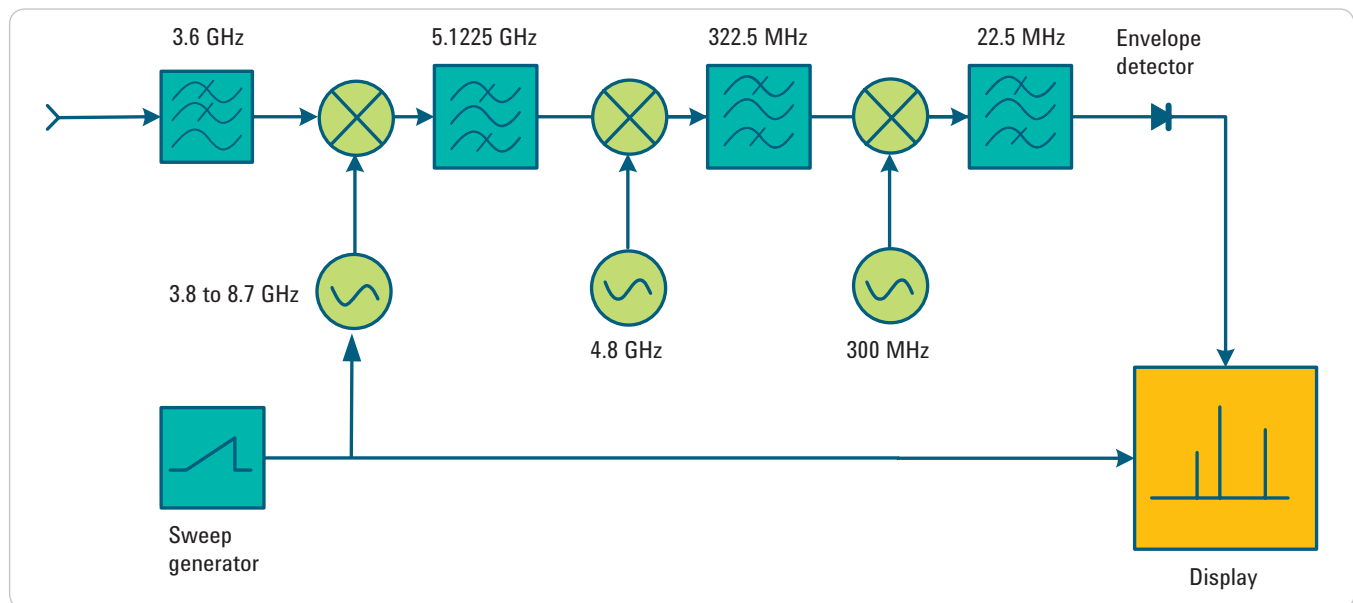 3.6 GHz
5.1225 GHz
322.5 MHz
22.5 MHz
Envelope
detector
3.8 to 8.7 GHz
4.8 GHz
300 MHz
Sweep
generator
Display